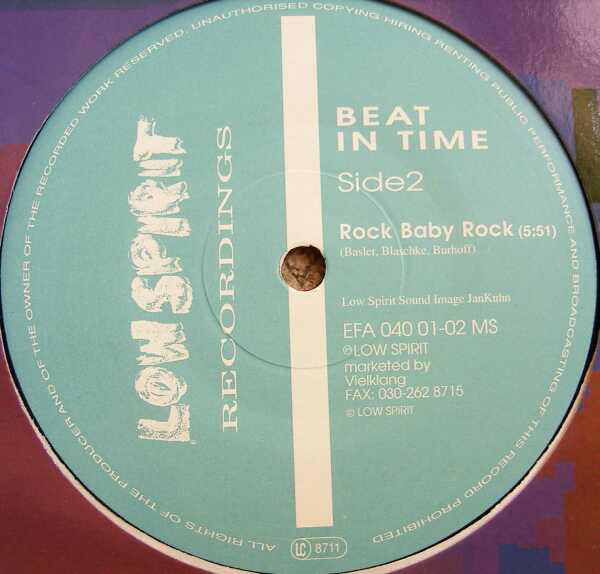 LOW SPIRIT
RECORDINGS
BEAT
IN TIME
Side2
Rock Baby Rock (5:51)
(Basler, Blaschke, Burhoff)
Low Spirit Sound Image JanKuhn
EFA 040 01-02 MS
℗LOW SPIRIT
marketed by
Vielklang
FAX: 030-262 8715
© LOW SPIRIT
LC 8711
ALL RIGHTS OF THE PRODUCER AND OF THE OWNER OF THE RECORDED WORK RESERVED. UNAUTHORISED COPYING HIRING RENTING PUBLIC PERFORMANCE AND BROADCASTING OF THIS RECORD PROHIBITED